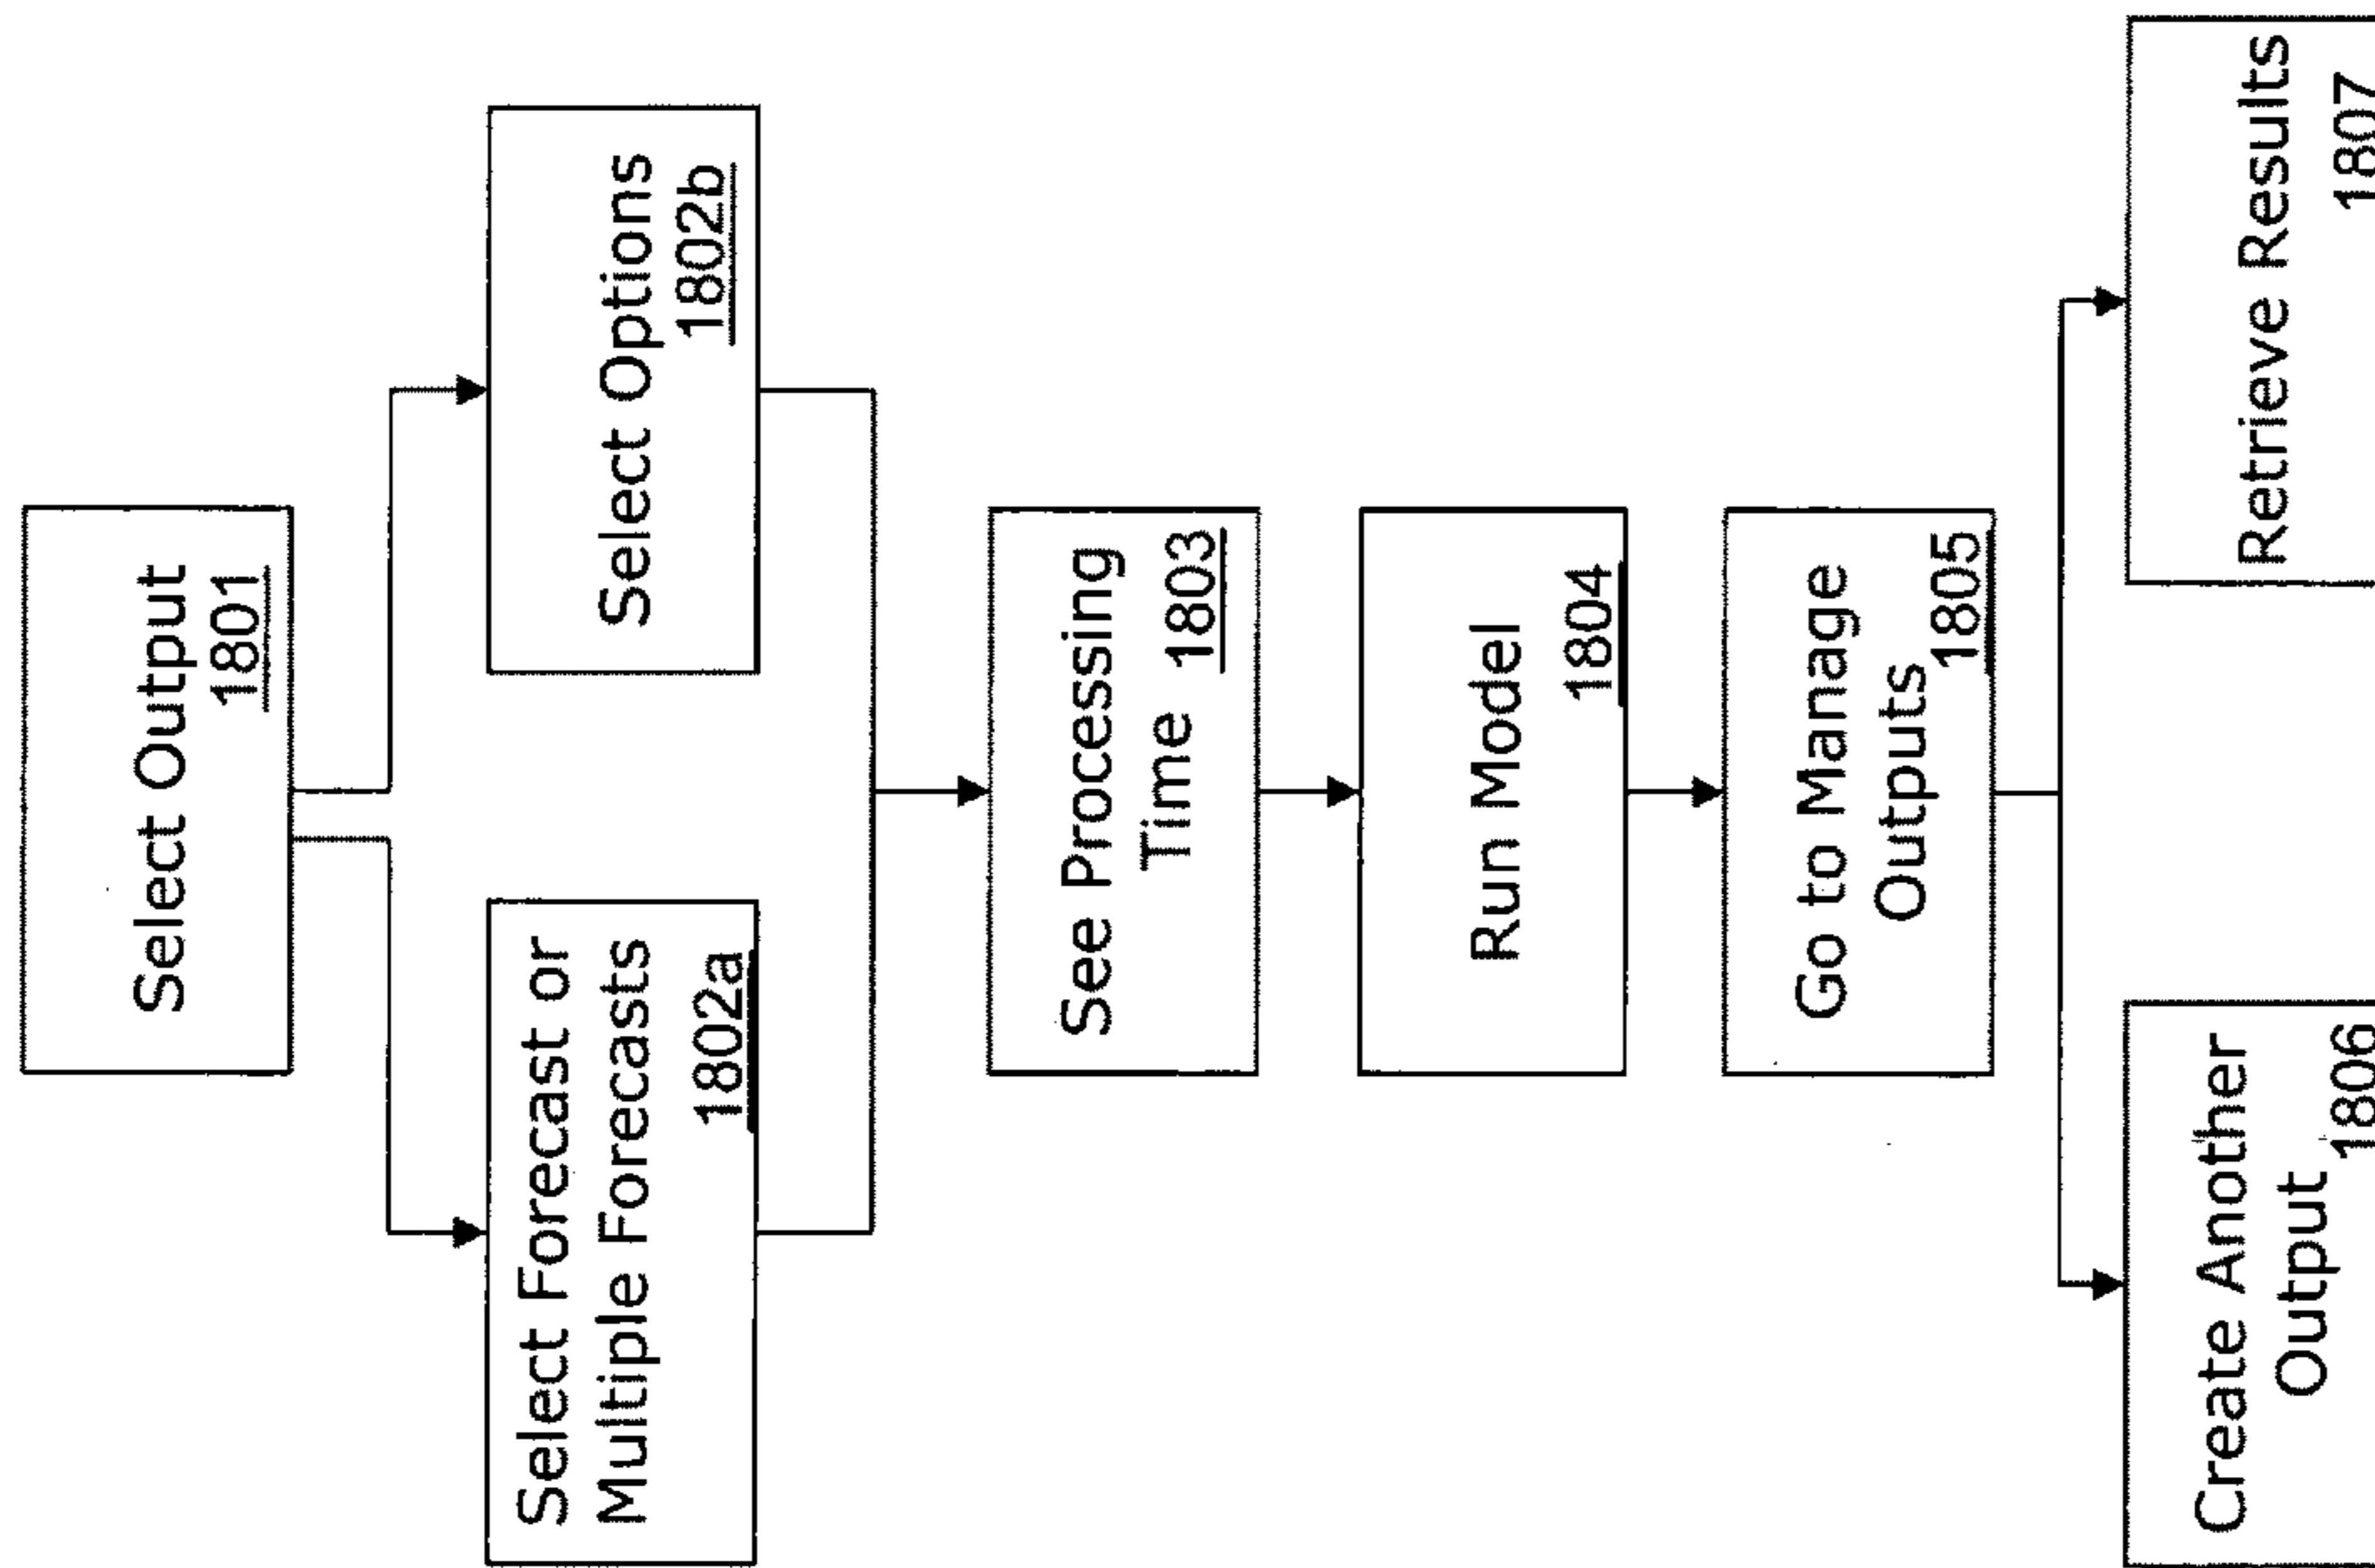 Select Output
1801
Select Forecast or
Multiple Forecasts
1802a
Select Options
1802b
See Processing
Time 1803
Run Model
1804
Go to Manage
Outputs
1805
Create Another
Output
1806
Retrieve Results
1807